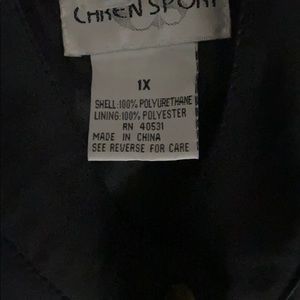 SPORT
1X
SHELL:100% POLYURETHANE
LINING:100% POLYESTER
RN 40531
MADE IN CHINA
SEE REVERSE FOR CARE